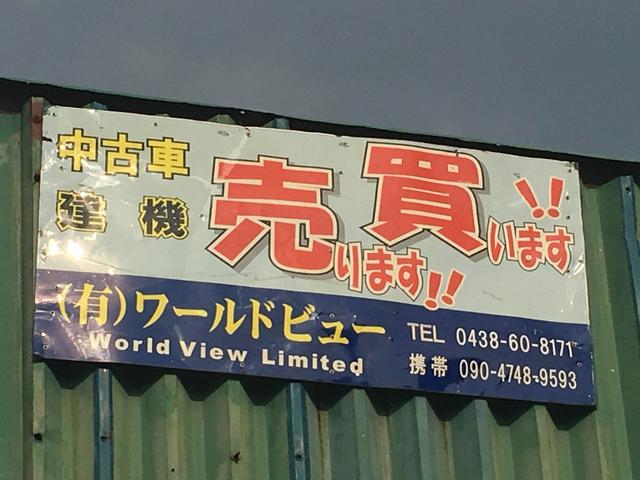 中古車
建機
売ります!!
買います!!
(有)ワールドビュー
World View Limited
TEL 0438-60-8171
携帯 090-4748-9593